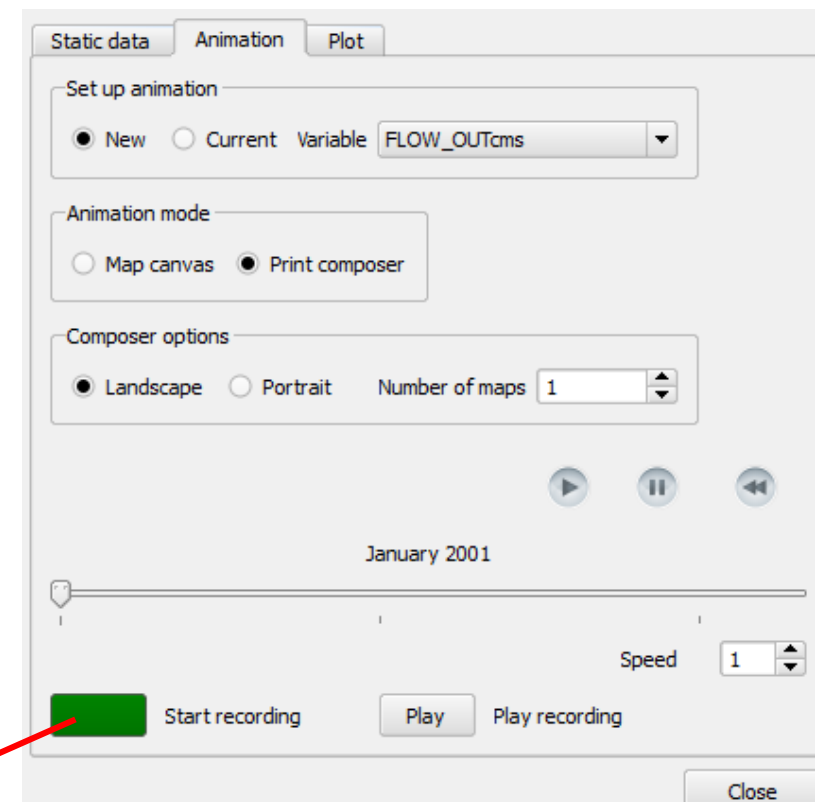 Static data Animation Plot
Set up animation
New Current Variable FLOW_OUTcms
Animation mode
Map canvas Print composer
Composer options
Landscape Portrait Number of maps 1
January 2001
Speed 1
Start recording Play Play recording
Close